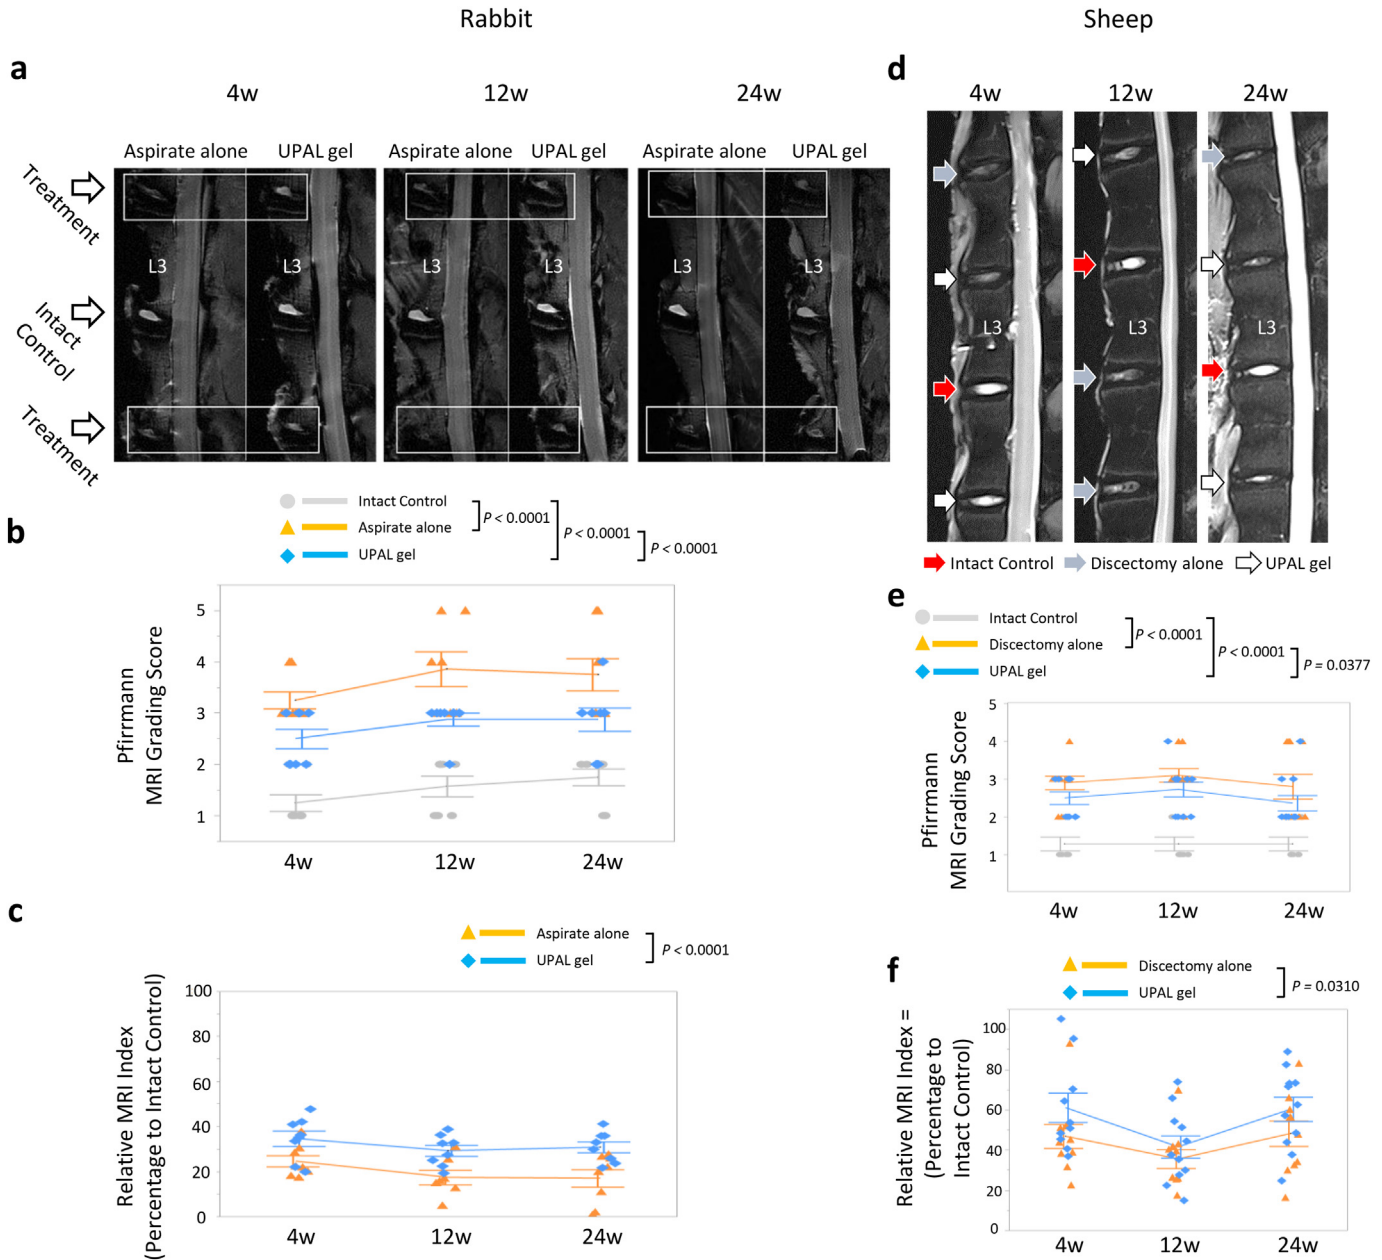 Rabbit
Sheep
a
4w
12w
24w
Aspirate alone
UPAL gel
Aspirate alone
UPAL gel
Aspirate alone
UPAL gel
Treatment
Intact
Control
Treatment
L3
L3
L3
L3
L3
L3
d
4w
12w
24w
L3
L3
L3
Intact Control
Discectomy alone
UPAL gel
b
Intact Control
Aspirate alone
UPAL gel
P < 0.0001
P < 0.0001
P < 0.0001
Pfirrmann
MRI Grading Score
5
4
3
2
1
4w
12w
24w
e
Intact Control
Discectomy alone
UPAL gel
P < 0.0001
P < 0.0001
P = 0.0377
Pfirrmann
MRI Grading Score
5
4
3
2
1
4w
12w
24w
c
Aspirate alone
UPAL gel
P < 0.0001
Relative MRI Index
(Percentage to Intact Control)
100
80
60
40
20
0
4w
12w
24w
f
Discectomy alone
UPAL gel
P = 0.0310
Relative MRI Index =
(Percentage to
Intact Control)
100
80
60
40
20
0
4w
12w
24w